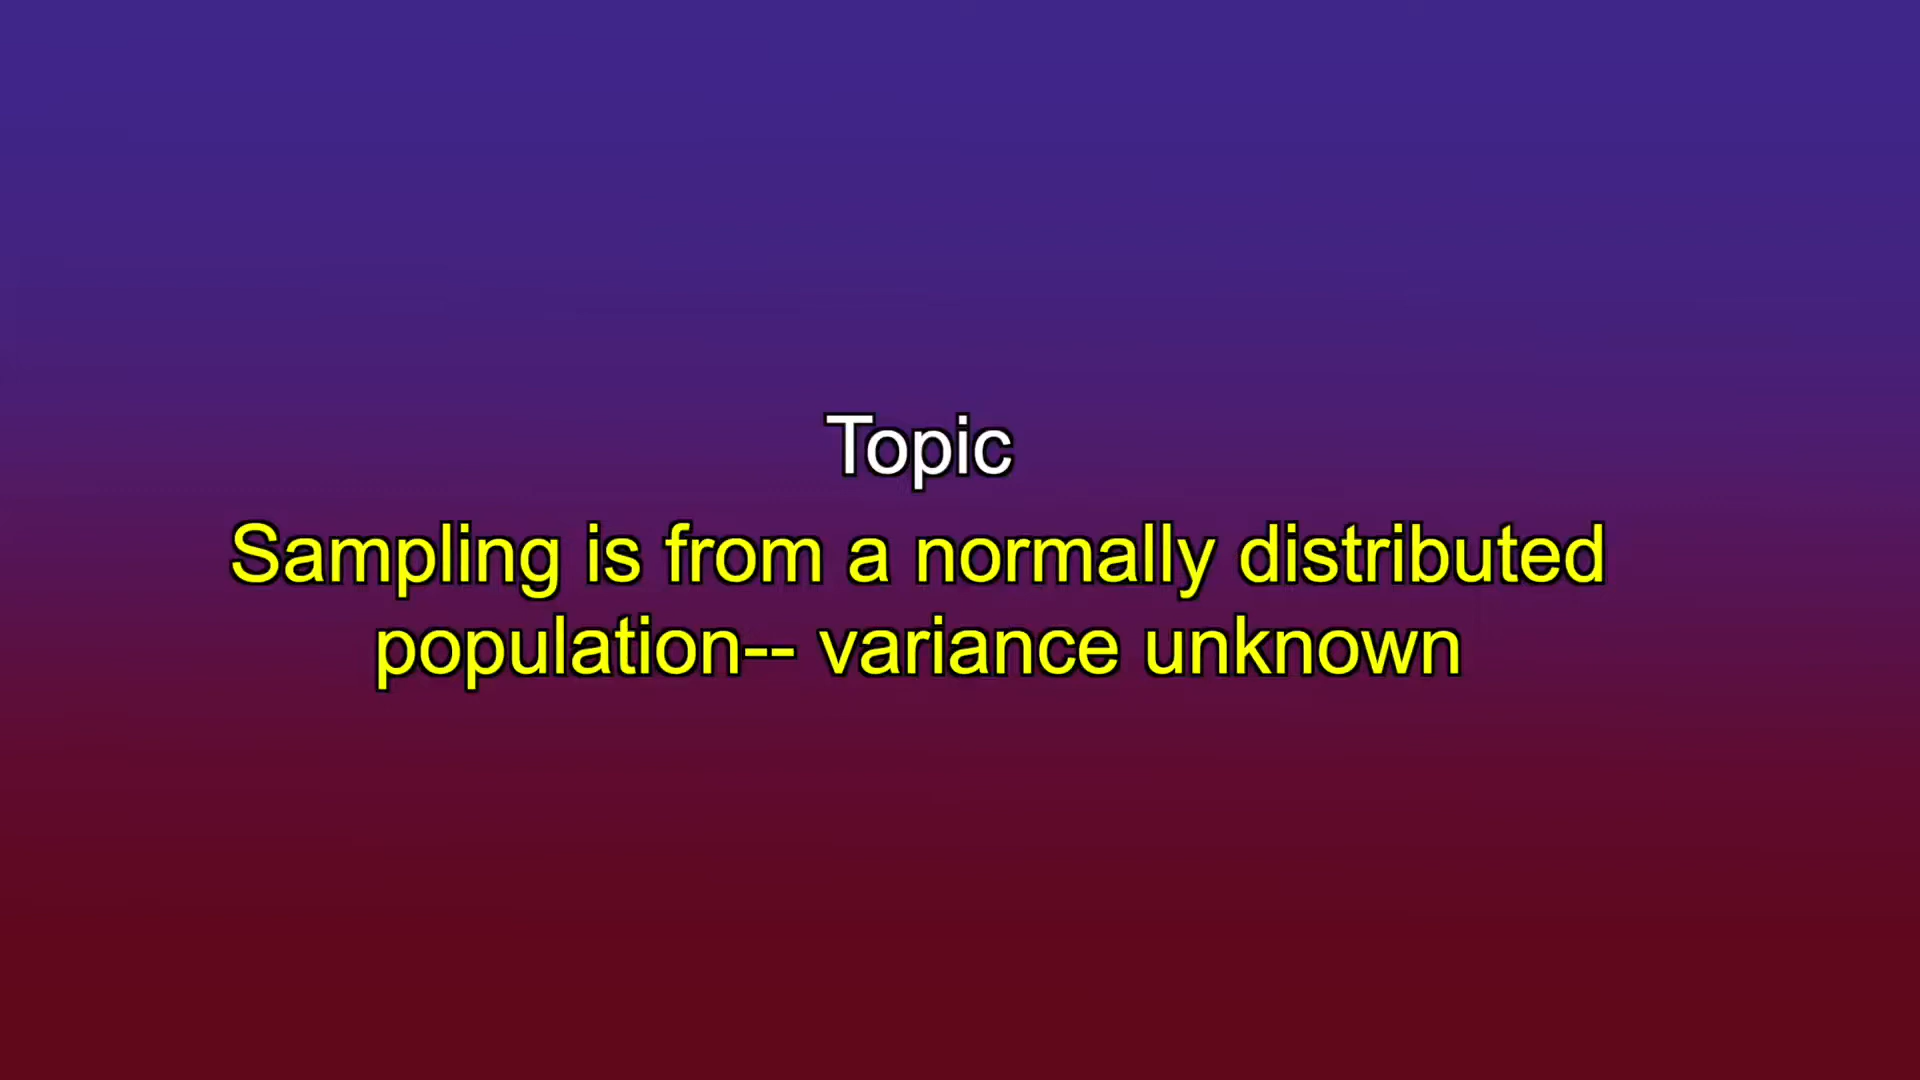 Topic
Sampling is from a normally distributed
population-- variance unknown